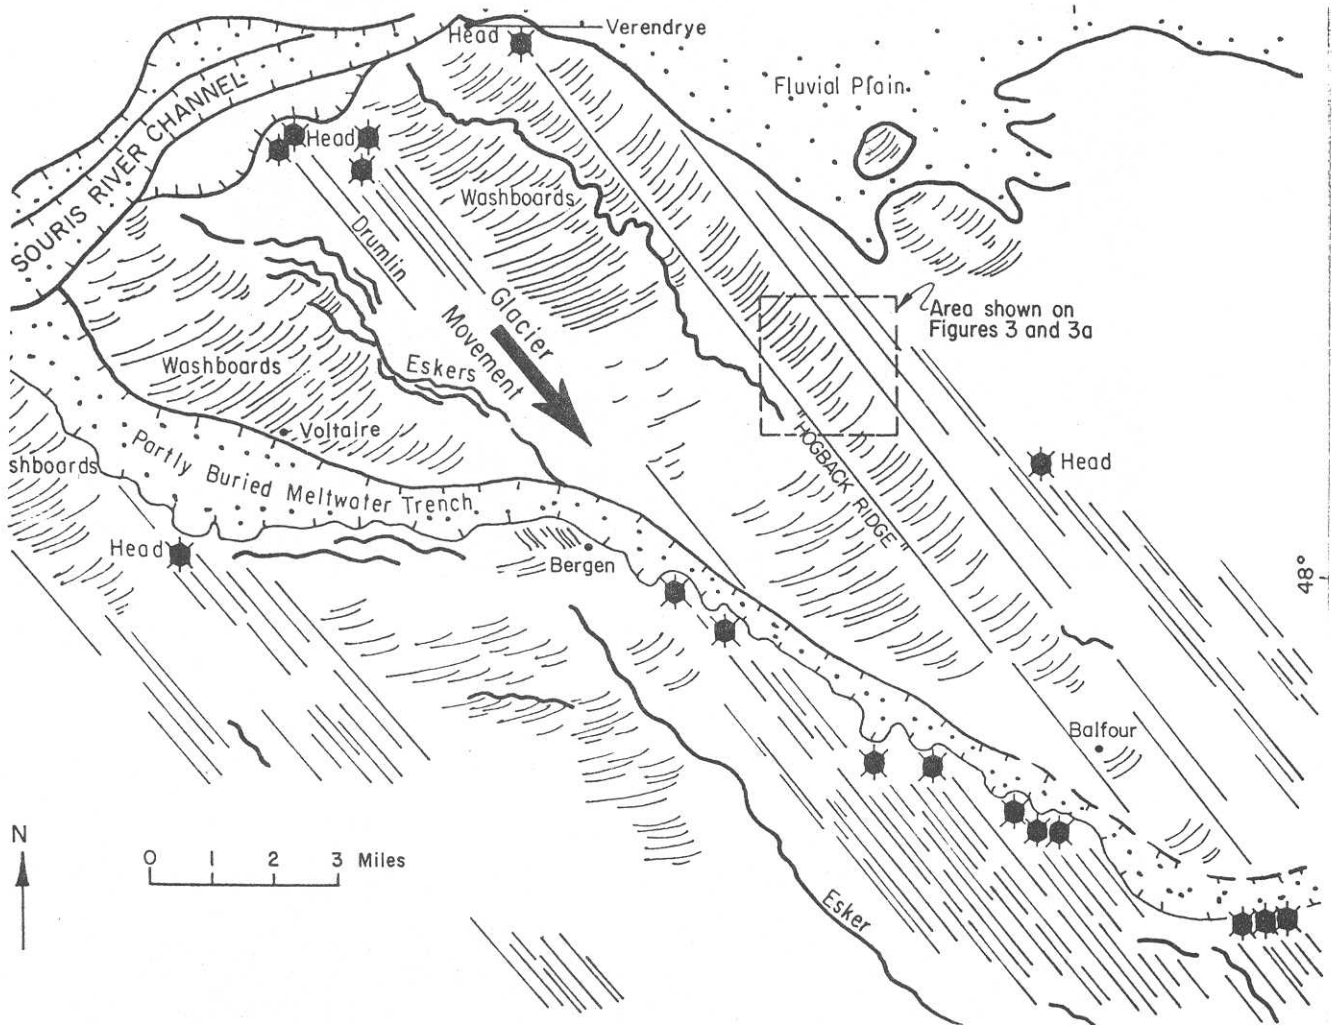 Head
Verendrye
Fluvial Plain
SOURIS RIVER CHANNEL
Head
Washboards
Drumlin
Glacier
Movement
Area shown on
Figures 3 and 3a
Washboards
Eskers
Voltaire
"HOGBACK RIDGE"
Head
shboards
Partly Buried Meltwater Trench
Head
Bergen
48°
Balfour
N
0 1 2 3 Miles
Esker